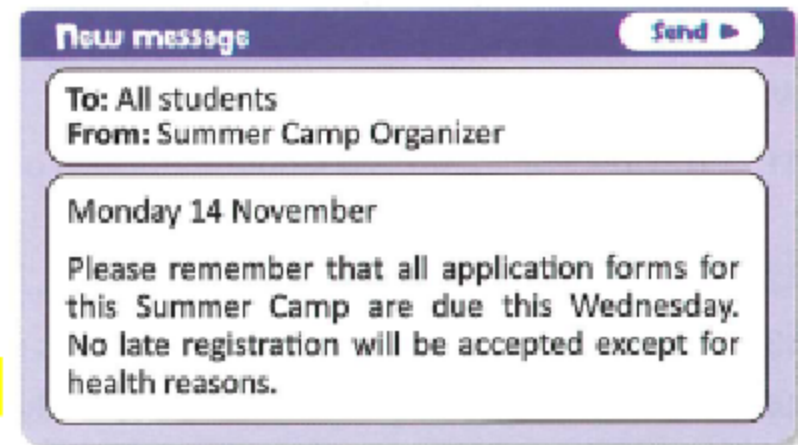 New message
Send
To: All students
From: Summer Camp Organizer
Monday 14 November
Please remember that all application forms for
this Summer Camp are due this Wednesday.
No late registration will be accepted except for
health reasons.